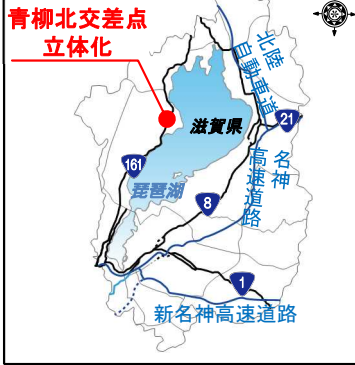 青柳北交差点
立体化
北陸
自動車道
21
滋賀県
名神
高速道路
161
琵琶湖
8
1
新名神高速道路